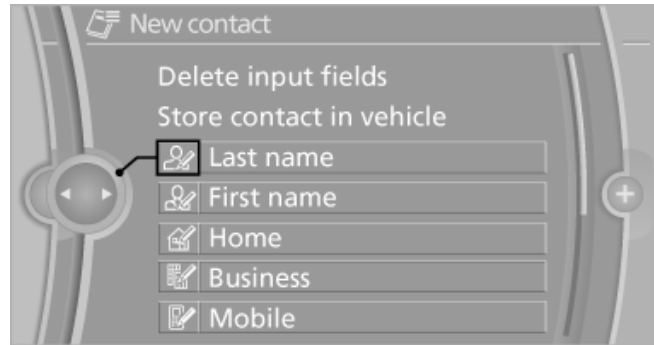 New contact
Delete input fields
Store contact in vehicle
Last name
First name
Home
Business
Mobile